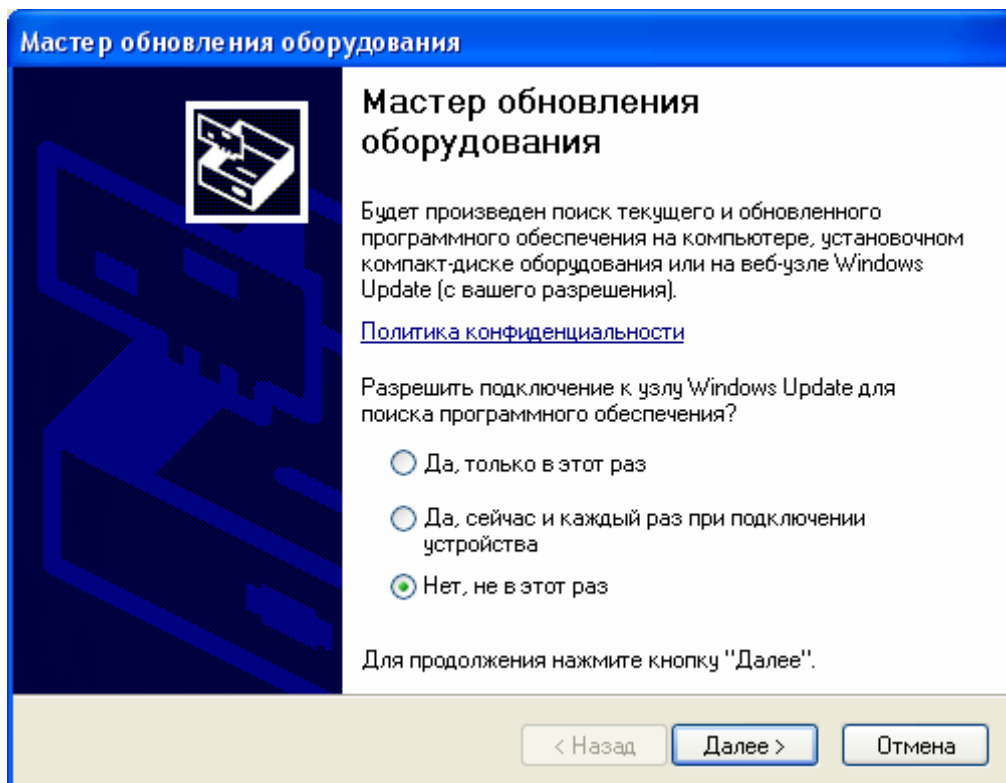 Мастер обновления оборудования
Мастер обновления
оборудования
Будет произведен поиск текущего и обновленного
программного обеспечения на компьютере, установочном
компакт-диске оборудования или на веб-узле Windows
Update (с вашего разрешения).
Политика конфиденциальности
Разрешить подключение к узлу Windows Update для
поиска программного обеспечения?
Да, только в этот раз
Да, сейчас и каждый раз при подключении
устройства
Нет, не в этот раз
Для продолжения нажмите кнопку "Далее".
< Назад
Далее >
Отмена